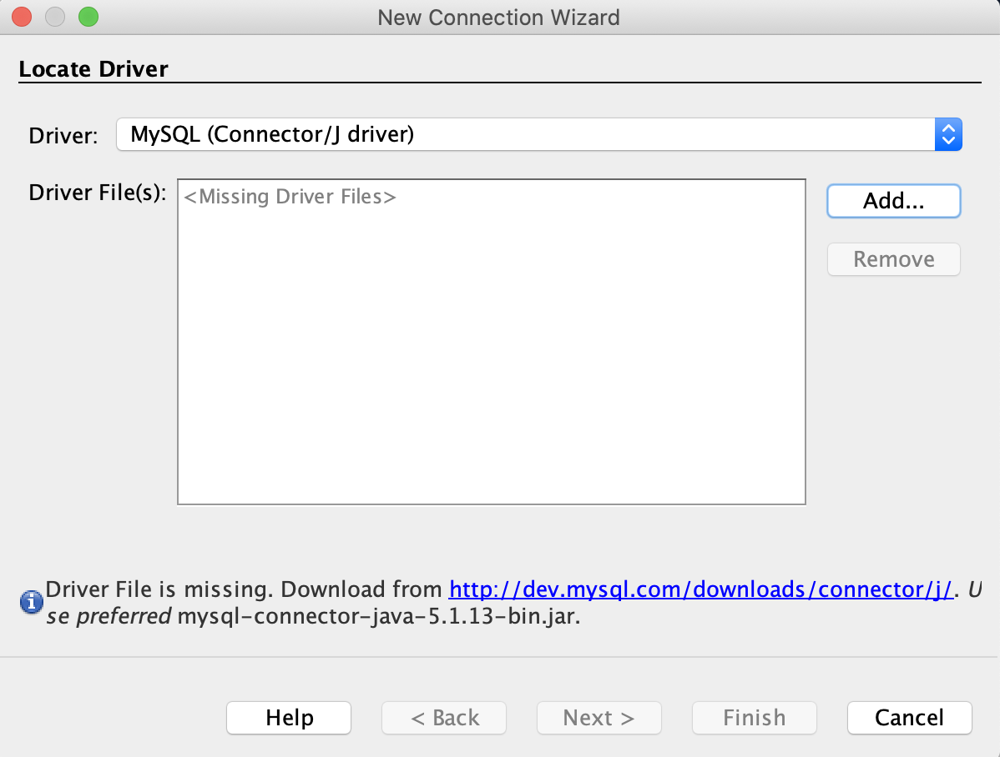 New Connection Wizard
Locate Driver
Driver: MySQL (Connector/J driver)
Driver File(s): <Missing Driver Files>
Add...
Remove
Driver File is missing. Download from http://dev.mysql.com/downloads/connector/j/. U
se preferred mysql-connector-java-5.1.13-bin.jar.
Help < Back Next > Finish Cancel